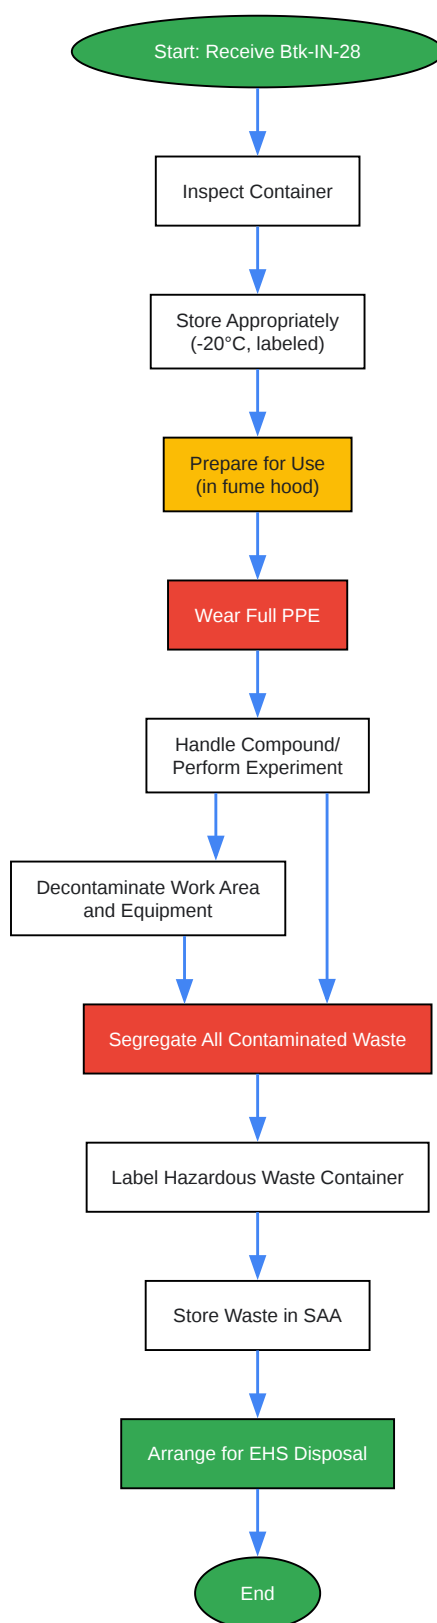 Start: Receive Btk-IN-28
Inspect Container
Store Appropriately
(-20°C, labeled)
Prepare for Use
(in fume hood)
Wear Full PPE
Handle Compound/
Perform Experiment
Decontaminate Work Area
and Equipment
Segregate All Contaminated Waste
Label Hazardous Waste Container
Store Waste in SAA
Arrange for EHS Disposal
End